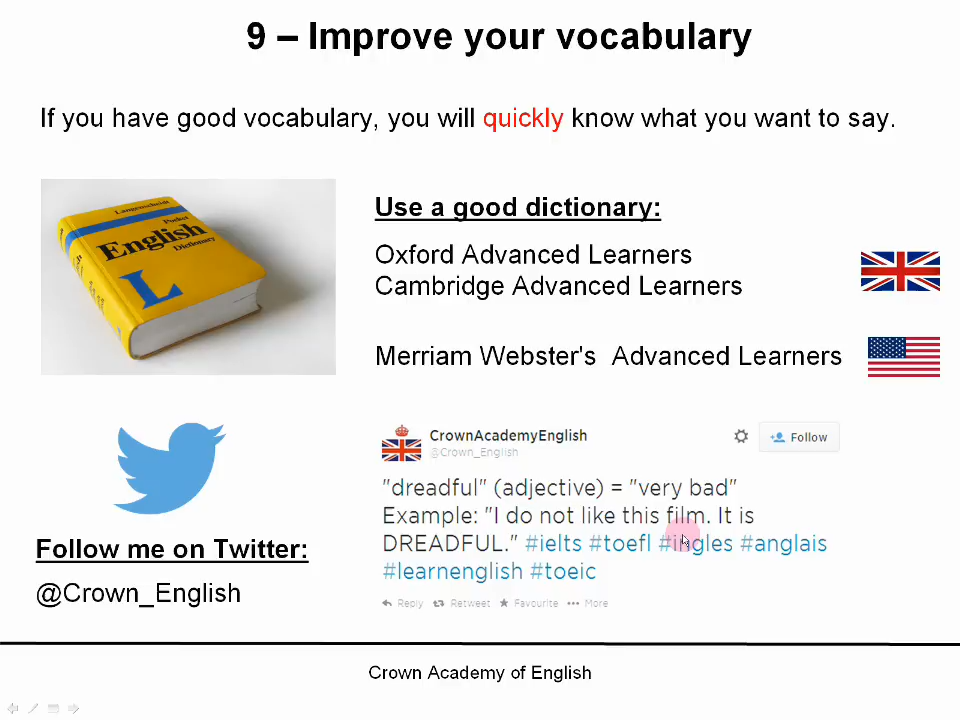 9 – Improve your vocabulary
If you have good vocabulary, you will quickly know what you want to say.
Langenscheidt
Pocket
English
Dictionary
L
Use a good dictionary:
Oxford Advanced Learners
Cambridge Advanced Learners
Merriam Webster's  Advanced Learners
Follow me on Twitter:
@Crown_English
CrownAcademyEnglish
@Crown_English
Follow
"dreadful" (adjective) = "very bad"
Example: "I do not like this film. It is
DREADFUL." #ielts #toefl #ingles #anglais
#learnenglish #toeic
Reply Retweet Favourite More
Crown Academy of English